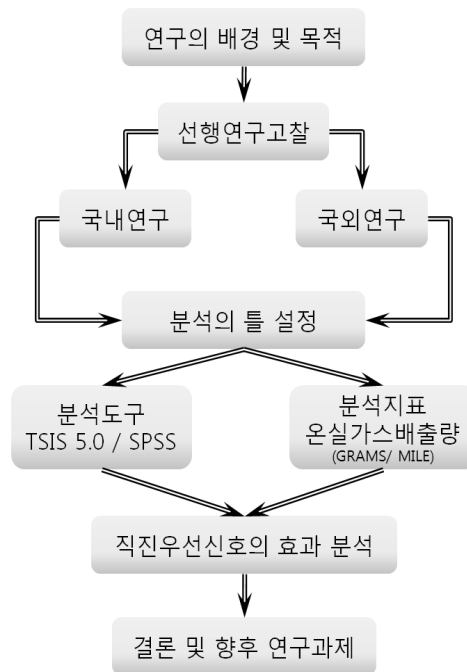 연구의 배경 및 목적
선행연구고찰
국내연구
국외연구
분석의 틀 설정
분석도구
TSIS 5.0 / SPSS
분석지표
온실가스배출량
(GRAMS/ MILE)
직진우선신호의 효과 분석
결론 및 향후 연구과제